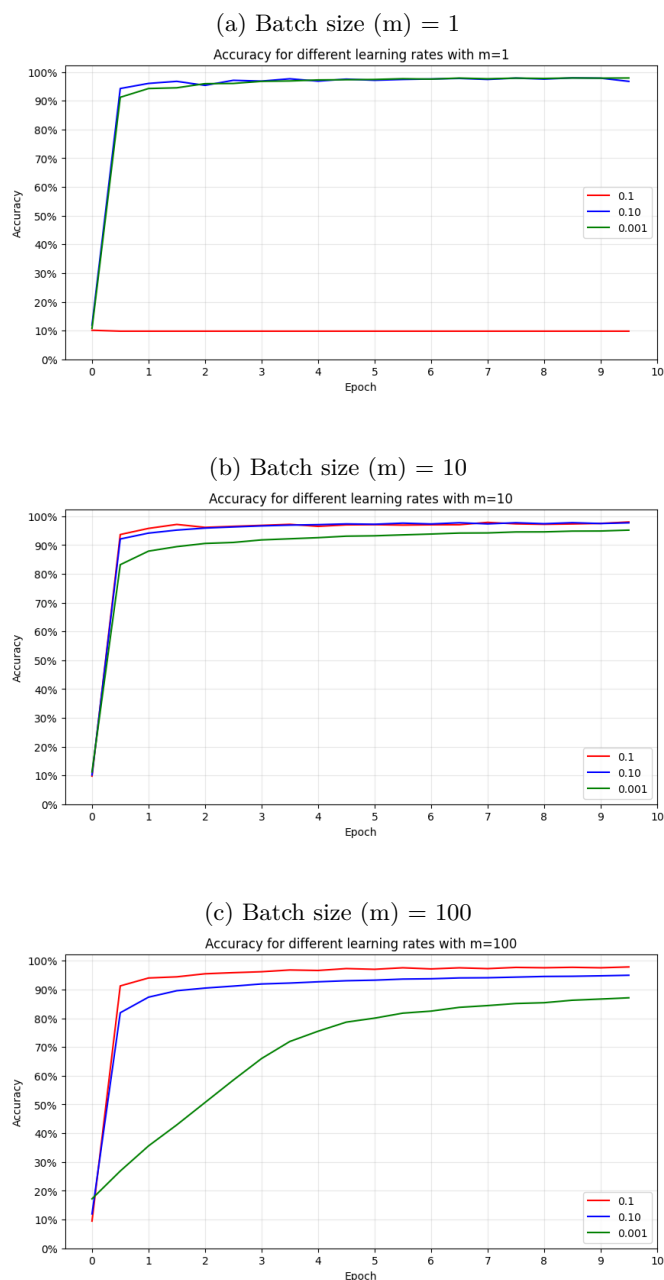 (a) Batch size (m) = 1
Accuracy for different learning rates with m=1
100%
90%
80%
70%
60%
50%
40%
30%
20%
10%
0%
Accuracy
0.1
0.10
0.001
0 1 2 3 4 5 6 7 8 9 10
Epoch
(b) Batch size (m) = 10
Accuracy for different learning rates with m=10
100%
90%
80%
70%
60%
50%
40%
30%
20%
10%
0%
Accuracy
0.1
0.10
0.001
0 1 2 3 4 5 6 7 8 9 10
Epoch
(c) Batch size (m) = 100
Accuracy for different learning rates with m=100
100%
90%
80%
70%
60%
50%
40%
30%
20%
10%
0%
Accuracy
0.1
0.10
0.001
0 1 2 3 4 5 6 7 8 9 10
Epoch